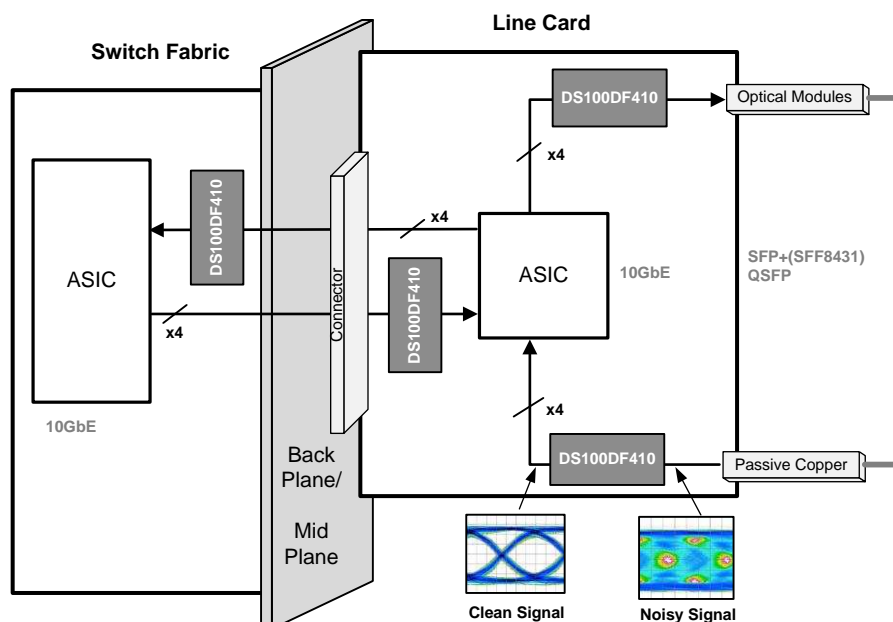 Line Card
Switch Fabric
DS100DF410
Optical Modules
x4
DS100DF410
x4
ASIC
ASIC
10GbE
SFP+(SFF8431)
QSFP
DS100DF410
Connector
x4
x4
10GbE
DS100DF410
Passive Copper
Back
Plane/
Mid
Plane
Clean Signal
Noisy Signal